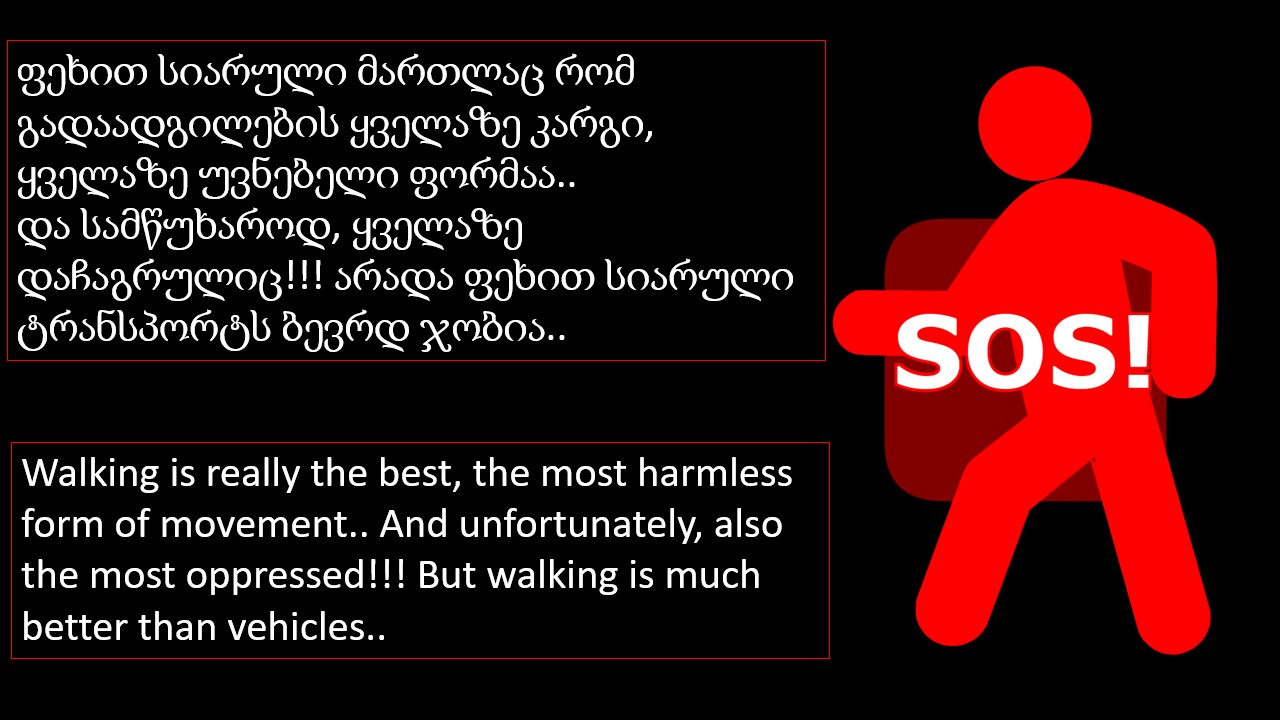 ფეხით სიარული მართლაც რომ
გადაადგილების ყველაზე კარგი,
ყველაზე უვნებელი ფორმაა..
და სამწუხაროდ, ყველაზე
დაჩაგრულიც!!! არადა ფეხით სიარული
ტრანსპორტს ბევრად ჯობია..
SOS!
Walking is really the best, the most harmless
form of movement.. And unfortunately, also
the most oppressed!!! But walking is much
better than vehicles..